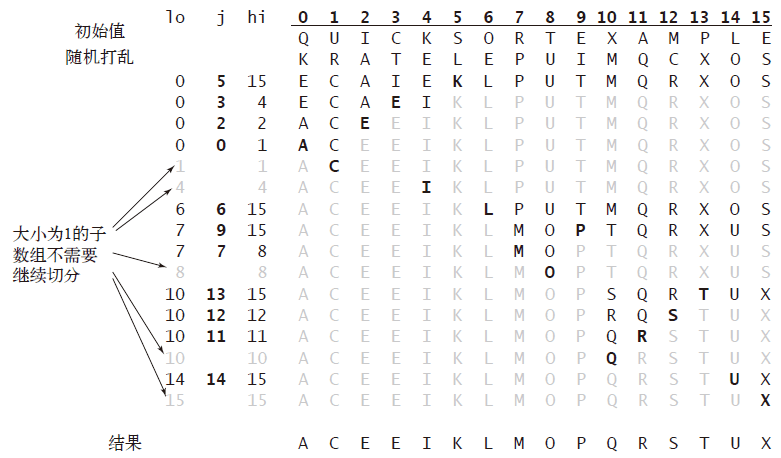 lo j hi 0 1 2 3 4 5 6 7 8 9 10 11 12 13 14 15
初始值 Q U I C K S O R T E X A M P L E
随机打乱 K R A T E L E P U I M Q C X O S
0 5 15 E C A I E K L P U T M Q R X O S
0 3 4 E C A E I K L P U T M Q R X O S
0 2 2 A C E E I K L P U T M Q R X O S
0 0 1 A C E E I K L P U T M Q R X O S
1 1 A C E E I K L P U T M Q R X O S
4 4 A C E E I K L P U T M Q R X O S
6 6 15 A C E E I K L P U T M Q R X O S
7 9 15 A C E E I K L M O P T Q R X U S
7 7 8 A C E E I K L M O P T Q R X U S
8 8 A C E E I K L M O P T Q R X U S
10 13 15 A C E E I K L M O P S Q R T U X
10 12 12 A C E E I K L M O P R Q S T U X
10 11 11 A C E E I K L M O P Q R S T U X
10 10 A C E E I K L M O P Q R S T U X
14 14 15 A C E E I K L M O P Q R S T U X
15 15 A C E E I K L M O P Q R S T U X
大小为1的子
数组不需要
继续切分
结果 A C E E I K L M O P Q R S T U X